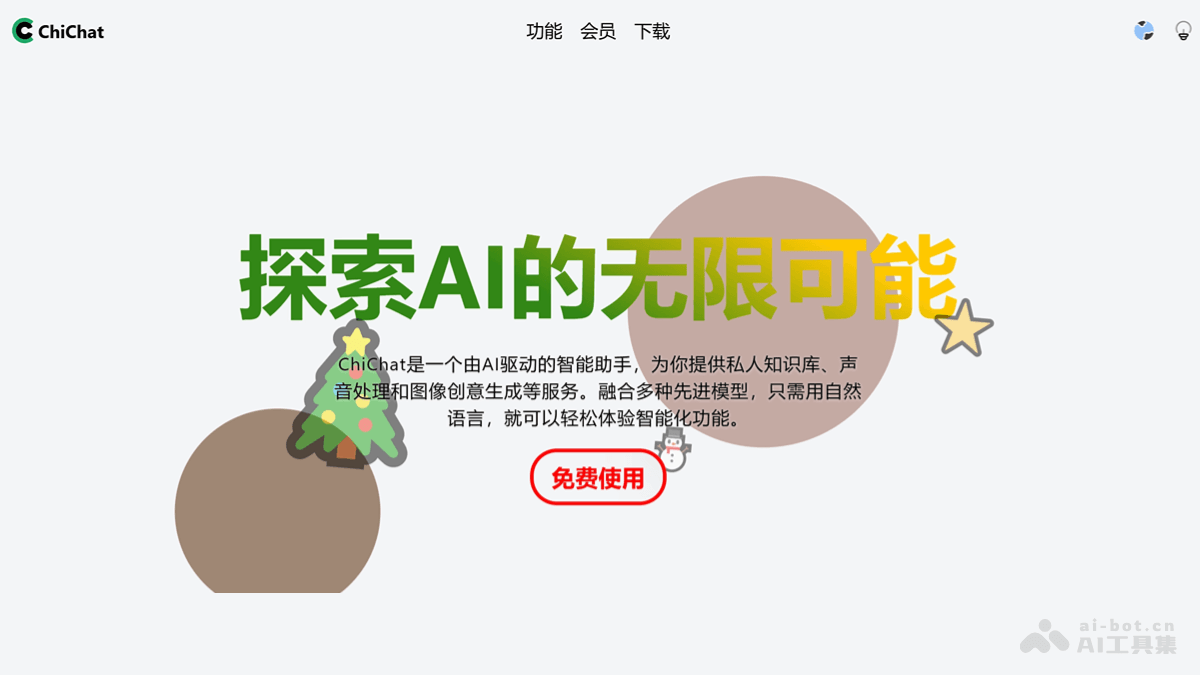 ChiChat
功能 会员 下载
探索AI的无限可能
ChiChat是一个由AI驱动的智能助手，为你提供私人知识库、声
音处理和图像创意生成等服务。融合多种先进模型，只需用自然
语言，就可以轻松体验智能化功能。
免费使用
ai-bot.cn
AI工具集